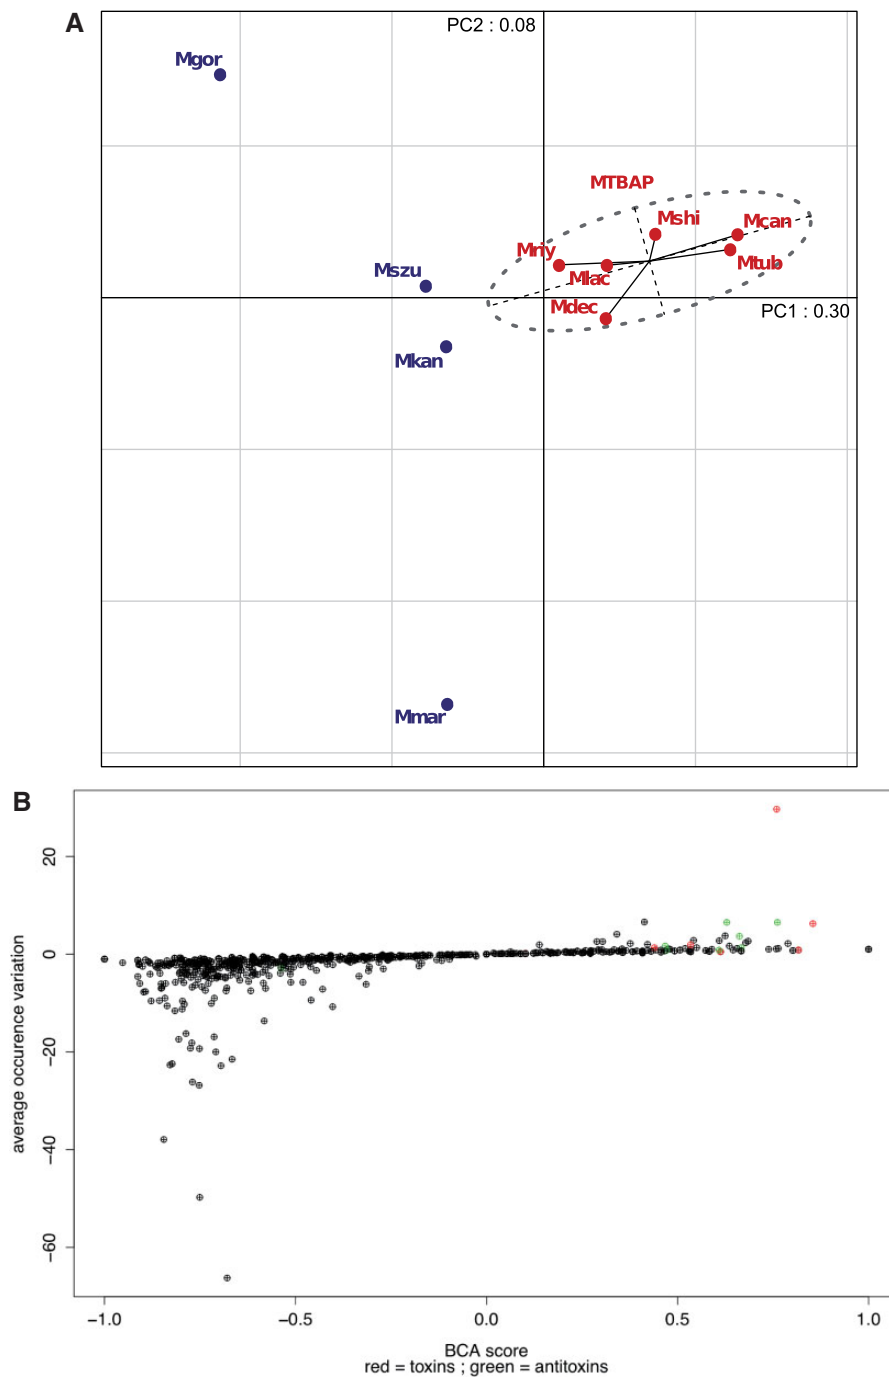 A
PC2 : 0.08
Mgor
MTBAP
Mshi
Mcan
Mriy
Mtub
Mszu
Mlac
Mdec
PC1 : 0.30
Mkan
Mmar
B
average occurence variation
20
0
−20
−40
−60
−1.0 −0.5 0.0 0.5 1.0
BCA score
red = toxins ; green = antitoxins